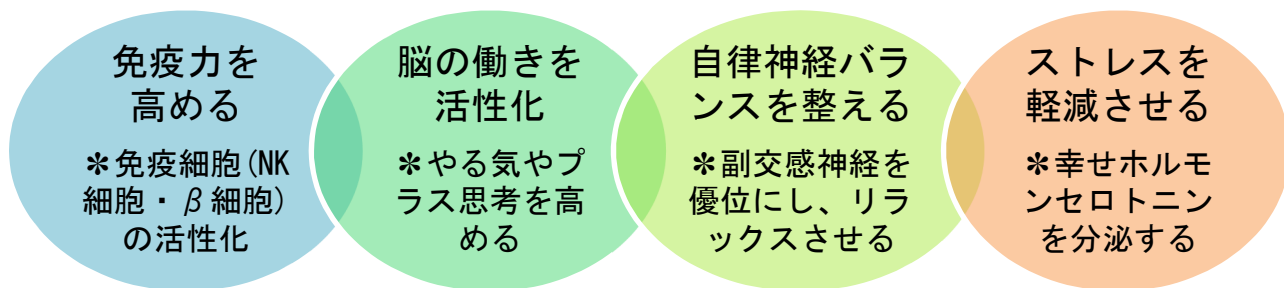 免疫力を
高める
＊免疫細胞(NK
細胞・β細胞)
の活性化
脳の働きを
活性化
＊やる気やプ
ラス思考を高
める
自律神経バラ
ンスを整える
＊副交感神経を
優位にし、リラ
ックスさせる
ストレスを
軽減させる
＊幸せホルモ
ンセロトニン
を分泌する